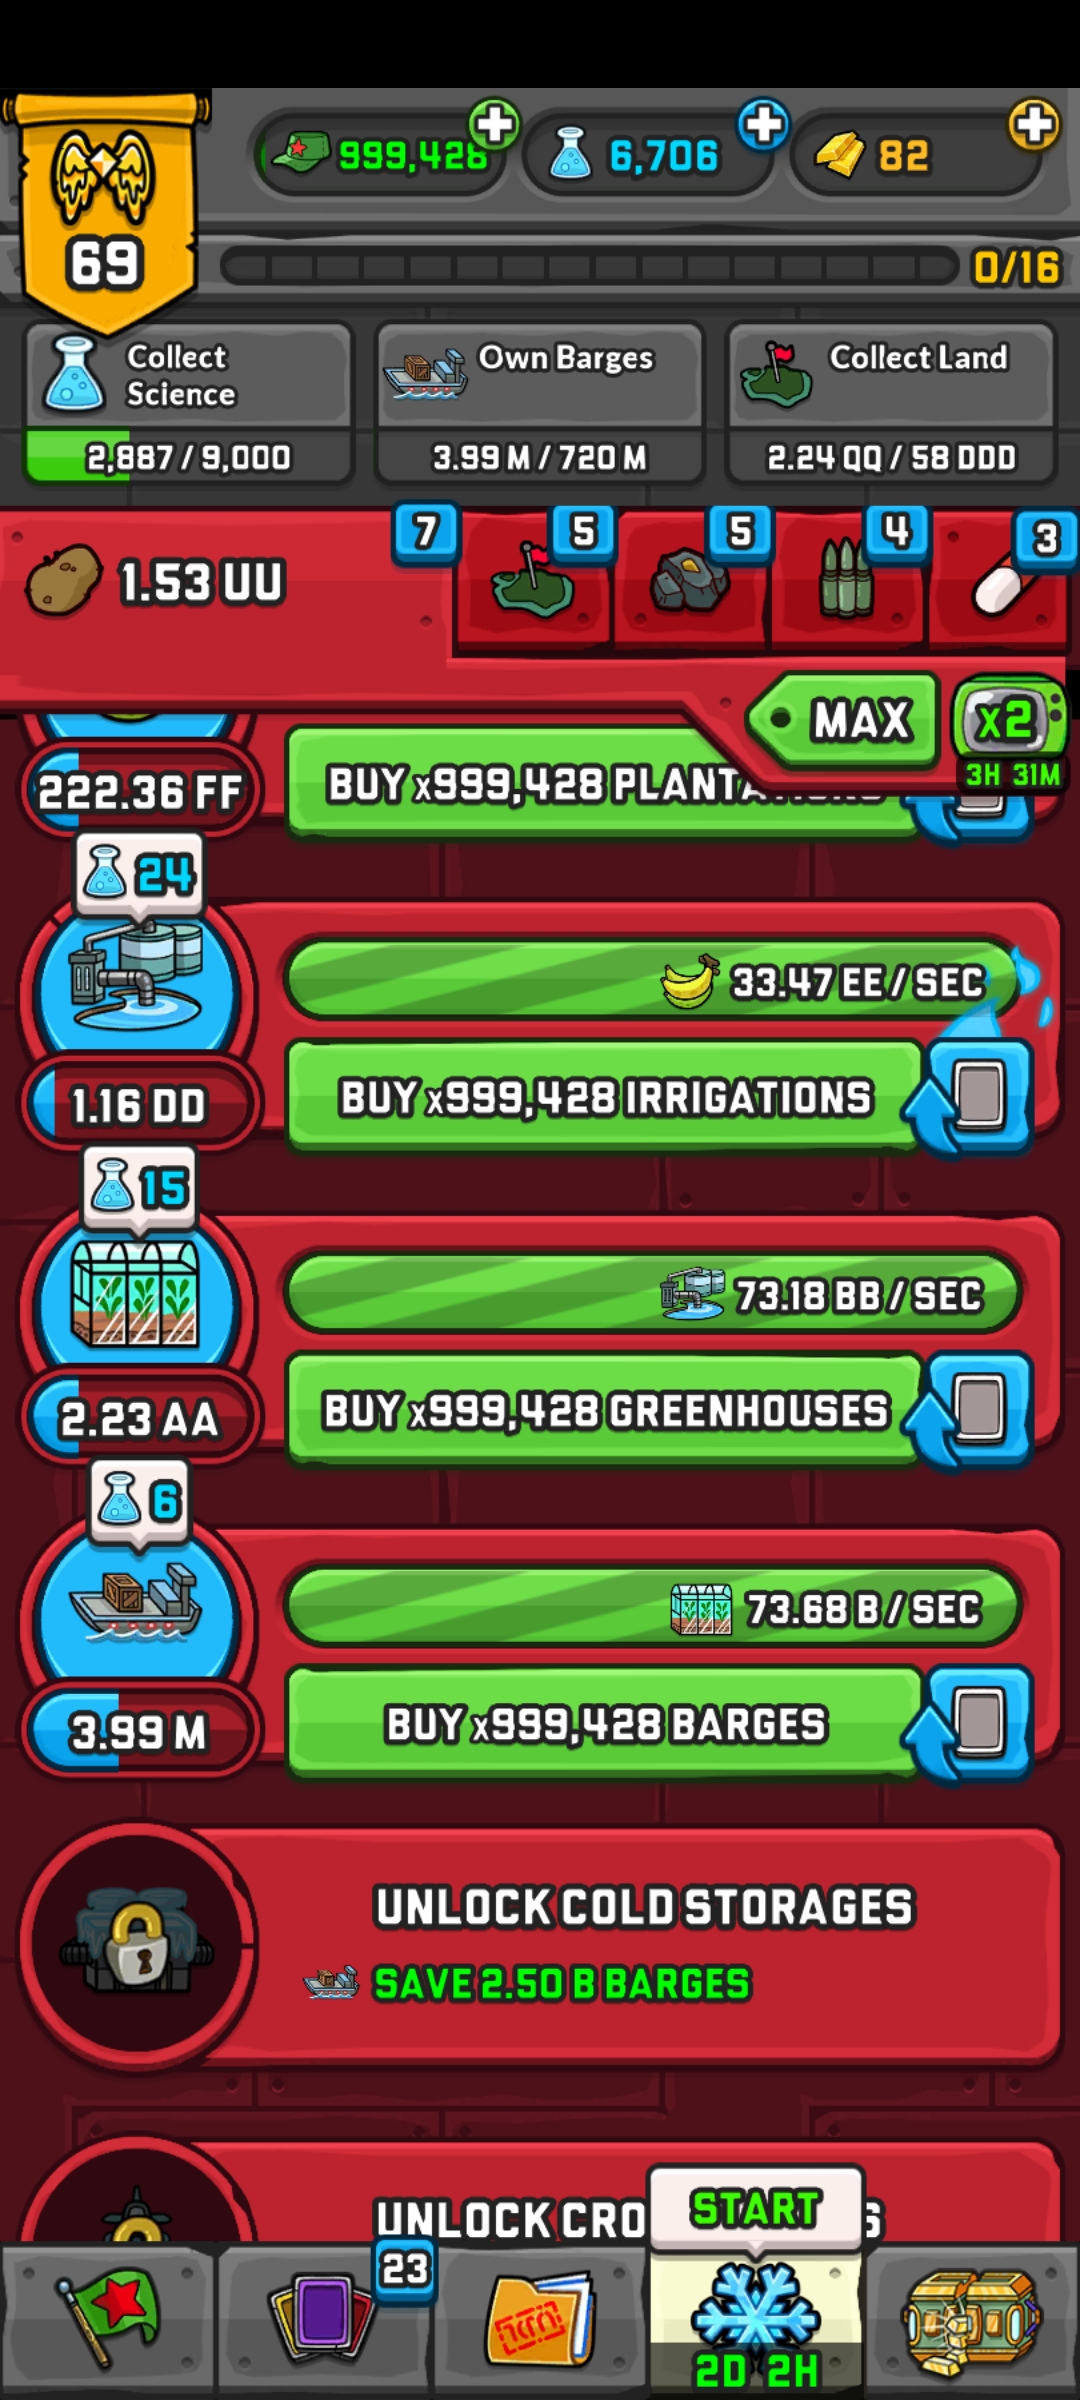 999,428
6,706
82
69
0/16
Collect
Science
2,887 / 9,000
Own Barges
3.99 M / 720 M
Collect Land
2.24 QQ / 58 DDD
7
5
5
4
3
1.53 UU
MAX
x2
3H 31M
222.36 FF
BUY x999,428
24
33.47 EE / SEC
1.16 DD
BUY x999,428 IRRIGATIONS
15
73.18 BB / SEC
2.23 AA
BUY x999,428 GREENHOUSES
6
73.68 B / SEC
3.99 M
BUY x999,428 BARGES
UNLOCK COLD STORAGES
SAVE 2.50 B BARGES
UNLOCK
START
23
2D 2H